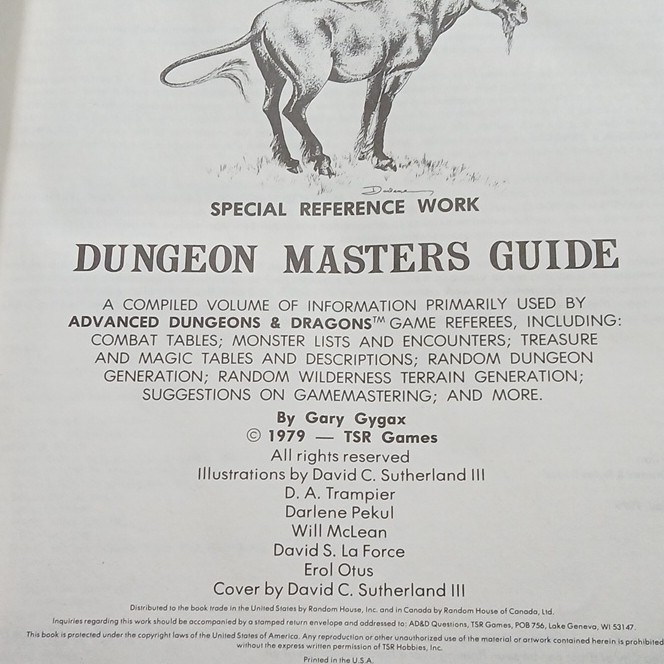 Darlene
SPECIAL REFERENCE WORK
DUNGEON MASTERS GUIDE
A COMPILED VOLUME OF INFORMATION PRIMARILY USED BY
ADVANCED DUNGEONS & DRAGONS™ GAME REFEREES, INCLUDING:
COMBAT TABLES; MONSTER LISTS AND ENCOUNTERS; TREASURE
AND MAGIC TABLES AND DESCRIPTIONS; RANDOM DUNGEON
GENERATION; RANDOM WILDERNESS TERRAIN GENERATION;
SUGGESTIONS ON GAMEMASTERING; AND MORE.
By Gary Gygax
© 1979 — TSR Games
All rights reserved
Illustrations by David C. Sutherland III
D. A. Trampier
Darlene Pekul
Will McLean
David S. La Force
Erol Otus
Cover by David C. Sutherland III
Distributed to the book trade in the United States by Random House, Inc. and in Canada by Random House of Canada, Ltd.
Inquiries regarding this work should be accompanied by a stamped return envelope and addressed to: AD&D Questions, TSR Games, POB 756, Lake Geneva, WI 53147.
This book is protected under the copyright laws of the United States of America. Any reproduction or other unauthorized use of the material or artwork contained herein is prohibited
without the express written permission of TSR Hobbies, Inc.
Printed in the U.S.A.